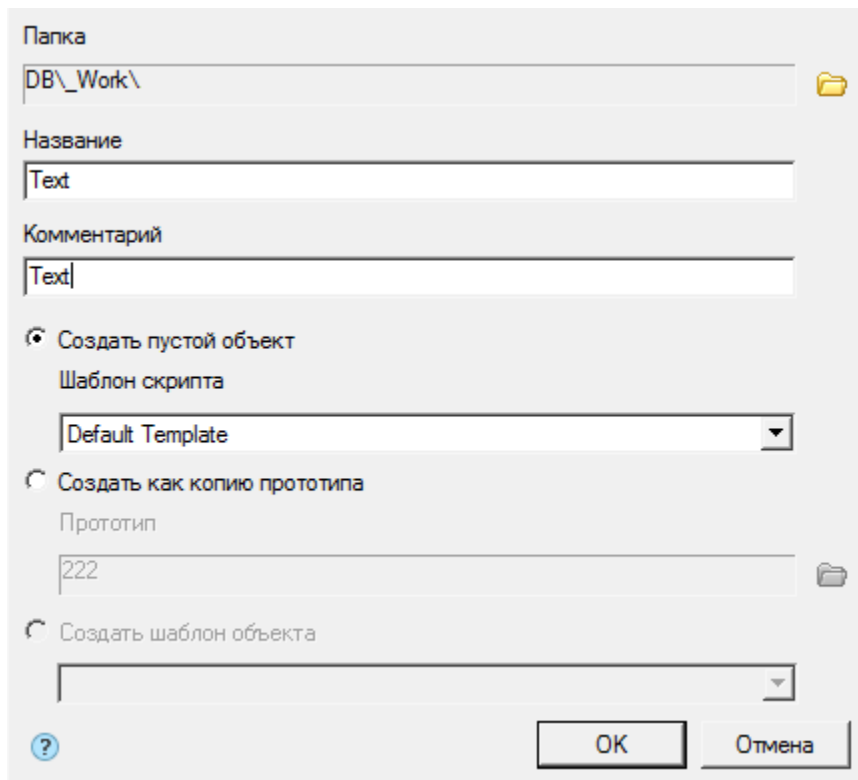 Папка
DB\_Work\
Название
Text
Комментарий
Text
Создать пустой объект
Шаблон скрипта
Default Template
Создать как копию прототипа
Прототип
222
Создать шаблон объекта
?
OK Отмена